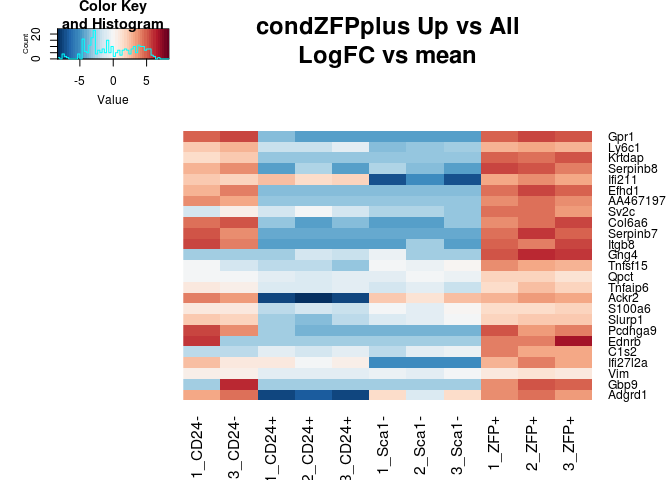 Color Key
and Histogram
Count
20
0
-5 0 5
Value
condZFPplus Up vs All
LogFC vs mean
Gpr1
Ly6c1
Krtdap
Serpinb8
Ifi211
Efhd1
AA467197
Sv2c
Col6a6
Serpinb7
Itgb8
Gng4
Tnfsf15
Qpct
Tnfaip6
Ackr2
S100a6
Slurp1
Pcdhga9
Ednrb
C1s2
Ifi27l2a
Vim
Gbp9
Adgrd1
1_CD24-
3_CD24-
1_CD24+
2_CD24+
3_CD24+
1_Sca1-
2_Sca1-
3_Sca1-
1_ZFP+
2_ZFP+
3_ZFP+